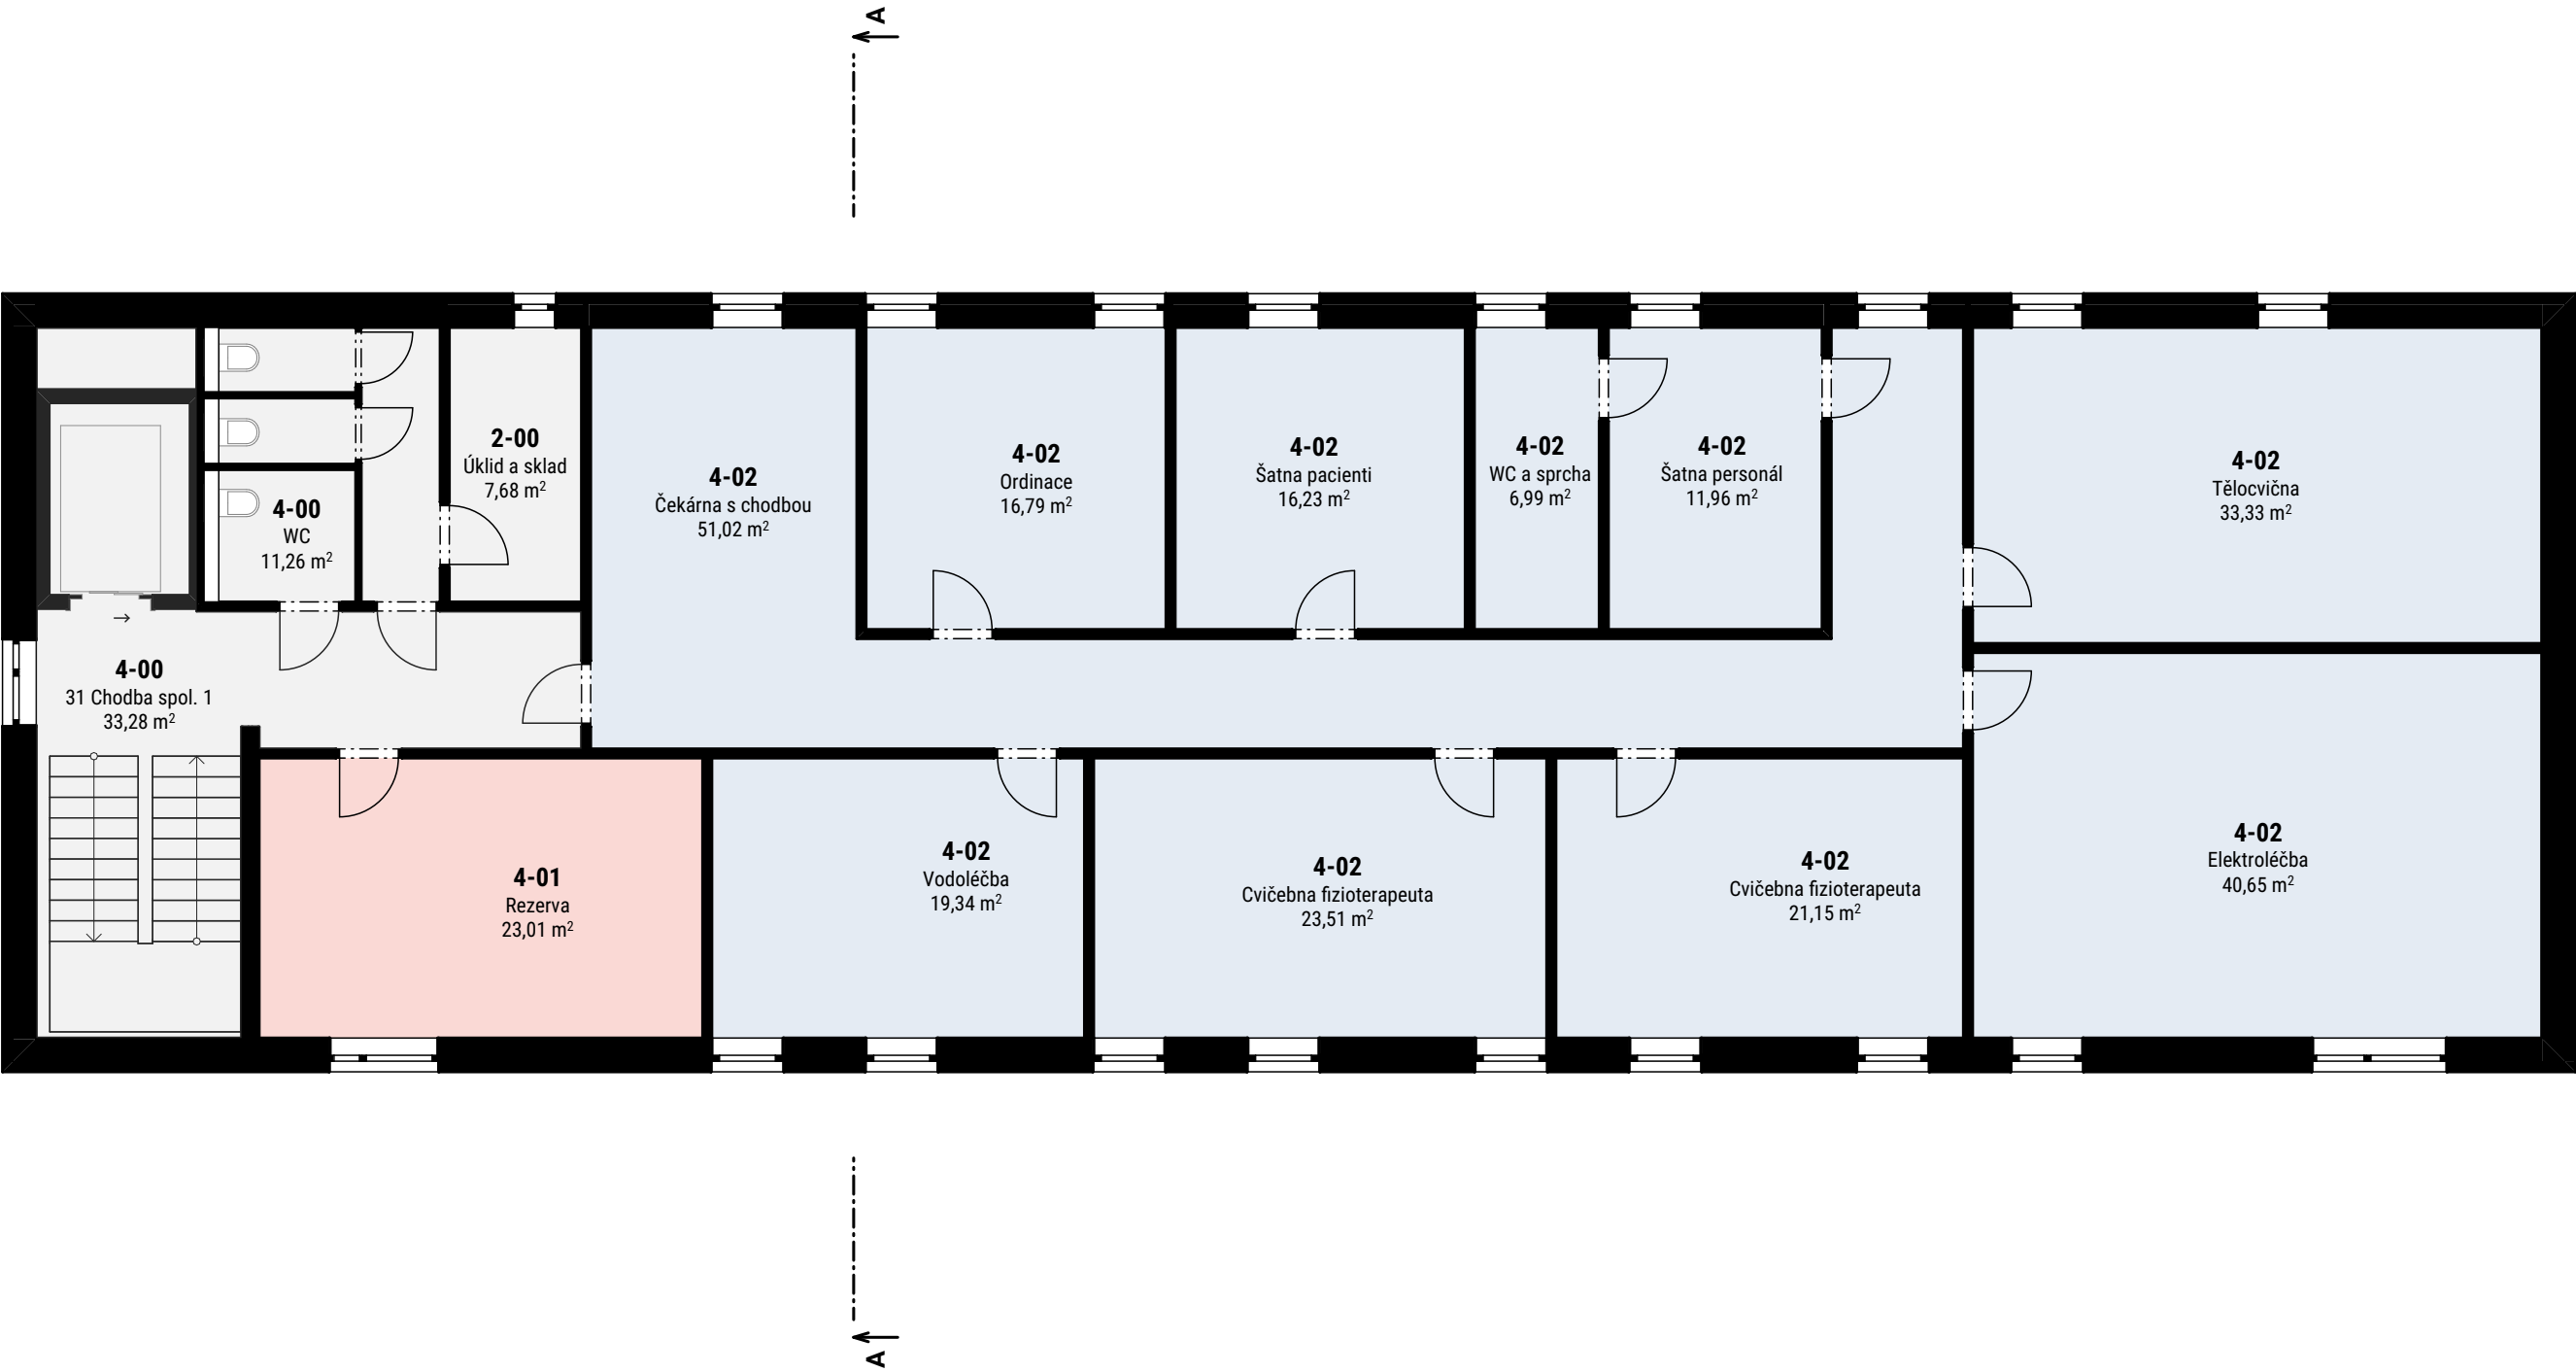 A
2-00
Úklid a sklad
7,68 m²
4-00
WC
11,26 m²
4-02
Čekárna s chodbou
51,02 m²
4-02
Ordinace
16,79 m²
4-02
Šatna pacienti
16,23 m²
4-02
WC a sprcha
6,99 m²
4-02
Šatna personál
11,96 m²
4-02
Tělocvična
33,33 m²
4-00
31 Chodba spol. 1
33,28 m²
4-01
Rezerva
23,01 m²
4-02
Vodoléčba
19,34 m²
4-02
Cvičebna fizioterapeuta
23,51 m²
4-02
Cvičebna fizioterapeuta
21,15 m²
4-02
Elektroléčba
40,65 m²
A